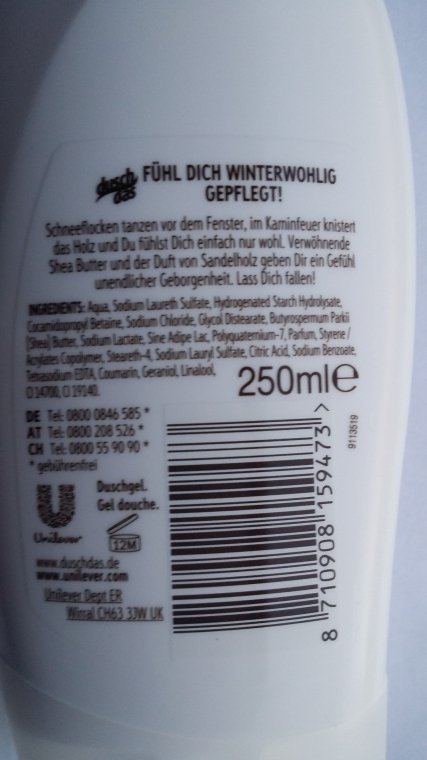 dusch das
FÜHL DICH WINTERWOHLIG
GEPFLEGT!
Schneeflocken tanzen vor dem Fenster, im Kaminfeuer knistert
das Holz und Du fühlst Dich einfach nur wohl. Verwöhnende
Shea Butter und der Duft von Sandelholz geben Dir ein Gefühl
unendlicher Geborgenheit. Lass Dich fallen!
INGREDIENTS: Aqua, Sodium Laureth Sulfate, Hydrogenated Starch Hydrolysate,
Cocamidopropyl Betaine, Sodium Chloride, Glycol Distearate, Butyrospermum Parkii
(Shea) Butter, Sodium Lactate, Sine Adipe Lac, Polyquaternium-7, Parfum, Styrene/
Acrylates Copolymer, Steareth-4, Sodium Lauryl Sulfate, Citric Acid, Sodium Benzoate,
Tetrasodium EDTA, Coumarin, Geraniol, Linalool,
CI 14700, CI 19140.
250ml℮
DE Tel: 0800 0846 585 *
AT Tel: 0800 208 526 *
CH Tel: 0800 55 90 90 *
* gebührenfrei
Duschgel.
Gel douche.
Unilever
12M
www.duschdas.de
www.unilever.com
Unilever Dept ER
Wirral CH63 3JW UK
8 710908 159473 >
9113519